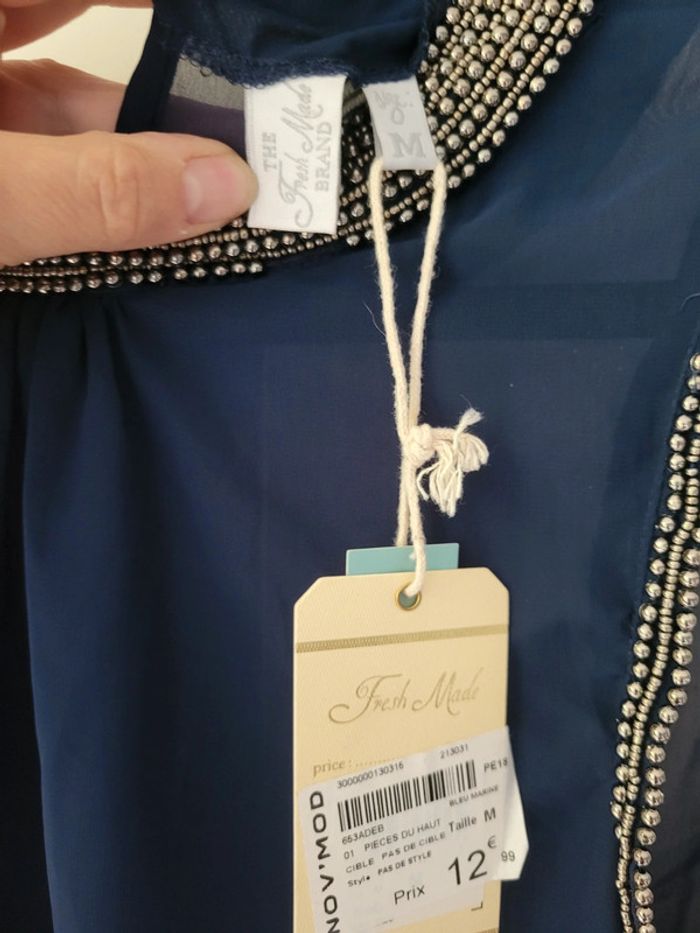 THE
Fresh Made
BRAND
M
Fresh Made
price : ..........
3000000130316
213031
PE18
653ADEB
BLEU MARINE
01 PIECES DU HAUT
Taille M
CIBLE PAS DE CIBLE
Style PAS DE STYLE
Prix
12€99
NOV'MOD